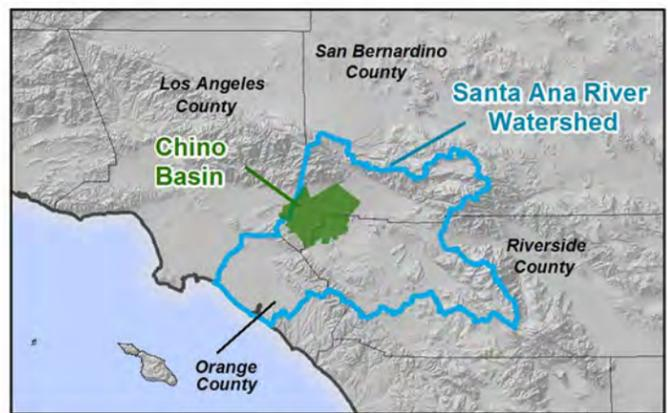 San Bernardino
County
Los Angeles
County
Santa Ana River
Watershed
Chino
Basin
Riverside
County
Orange
County